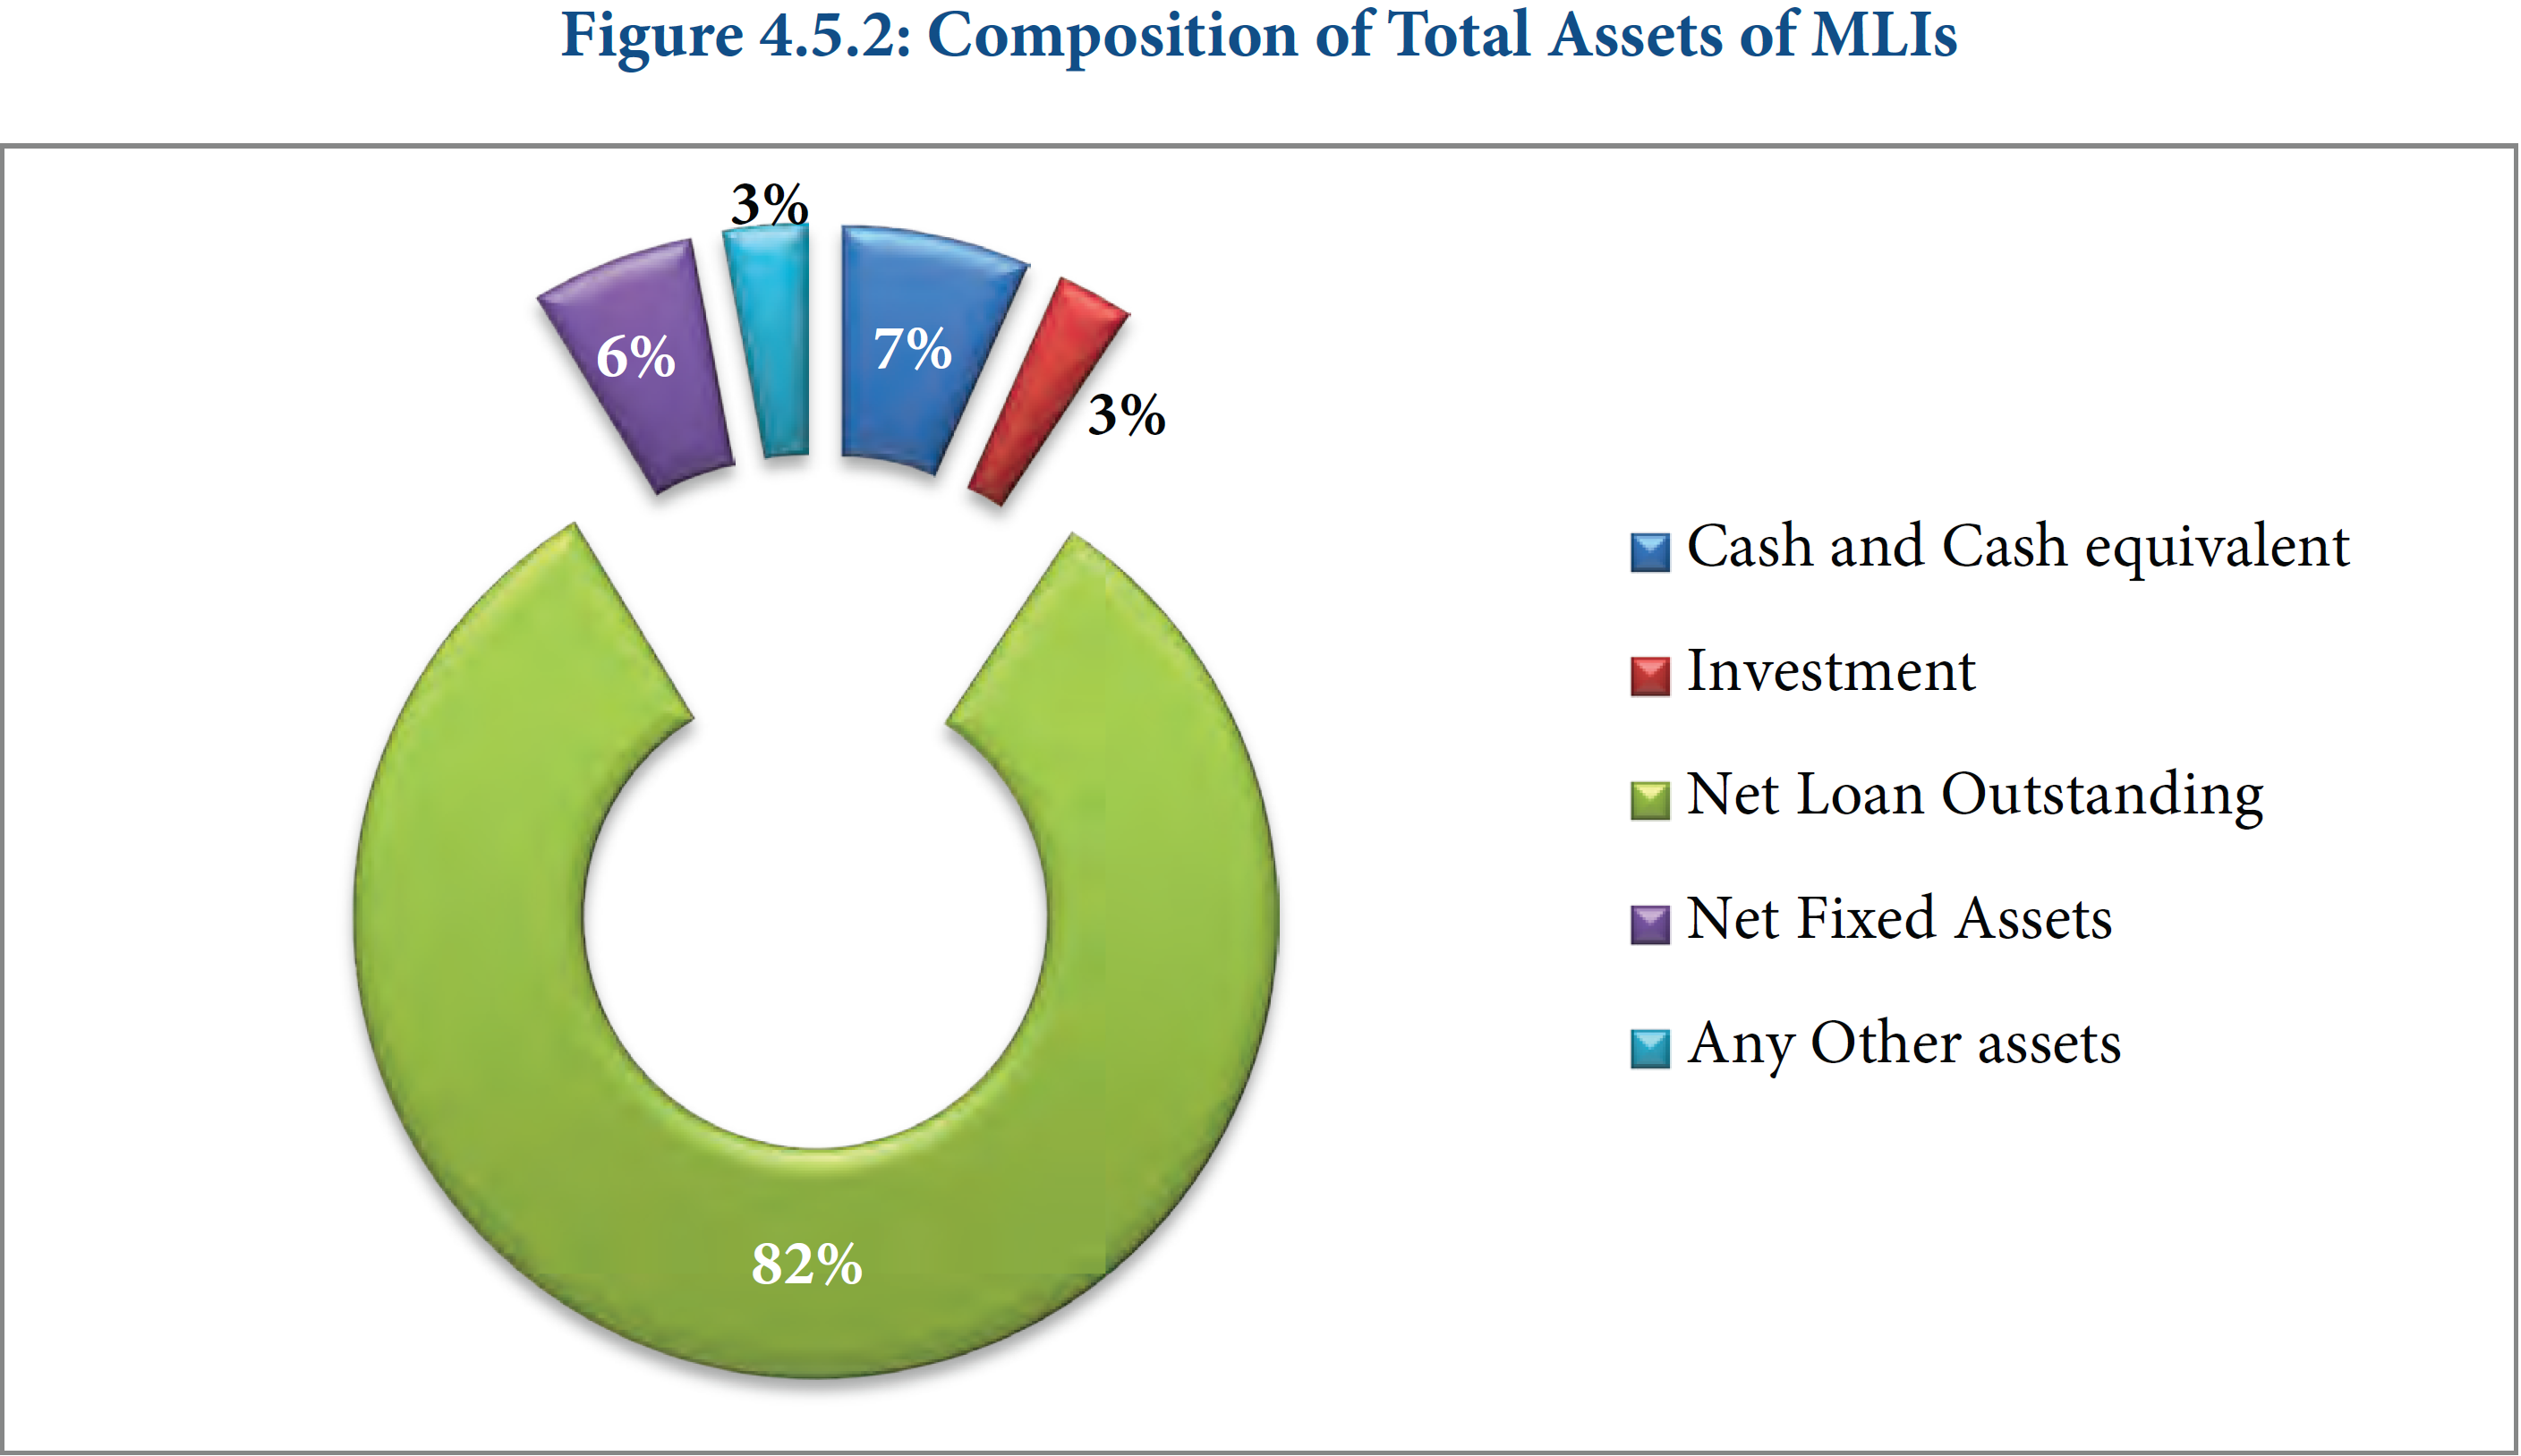 Figure 4.5.2: Composition of Total Assets of MLIs
3%
6%
7%
3%
82%
Cash and Cash equivalent
Investment
Net Loan Outstanding
Net Fixed Assets
Any Other assets